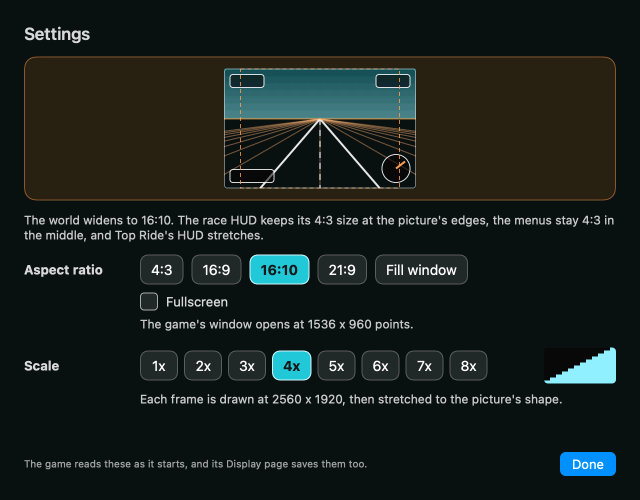 Settings
The world widens to 16:10. The race HUD keeps its 4:3 size at the picture's edges, the menus stay 4:3 in
the middle, and Top Ride's HUD stretches.
Aspect ratio 4:3 16:9 16:10 21:9 Fill window
Fullscreen
The game's window opens at 1536 x 960 points.
Scale 1x 2x 3x 4x 5x 6x 7x 8x
Each frame is drawn at 2560 x 1920, then stretched to the picture's shape.
The game reads these as it starts, and its Display page saves them too. Done